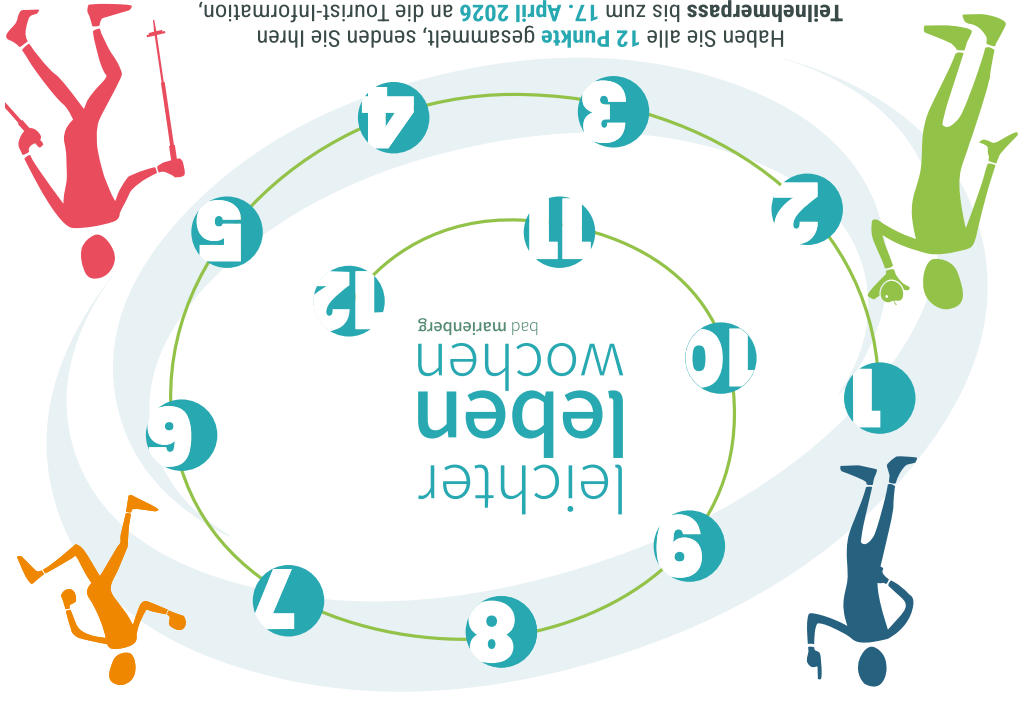 1
2
3
4
5
6
7
8
9
10
11
12
leichter
leben
wochen
bad marienberg
Haben Sie alle 12 Punkte gesammelt, senden Sie Ihren
Teilnehmerpass bis zum 17. April 2026 an die Tourist-Information,